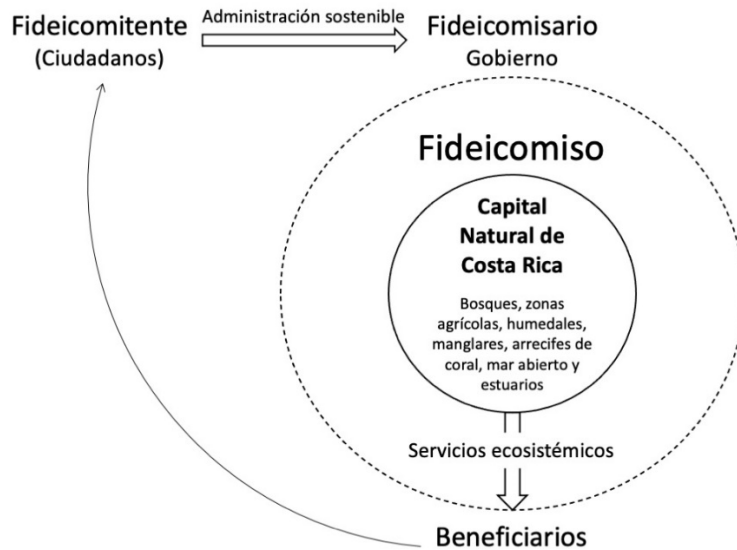 Fideicomitente
(Ciudadanos)
Administración sostenible
Fideicomisario
Gobierno
Fideicomiso
Capital
Natural de
Costa Rica
Bosques, zonas
agrícolas, humedales,
manglares, arrecifes de
coral, mar abierto y
estuarios
Servicios ecosistémicos
Beneficiarios